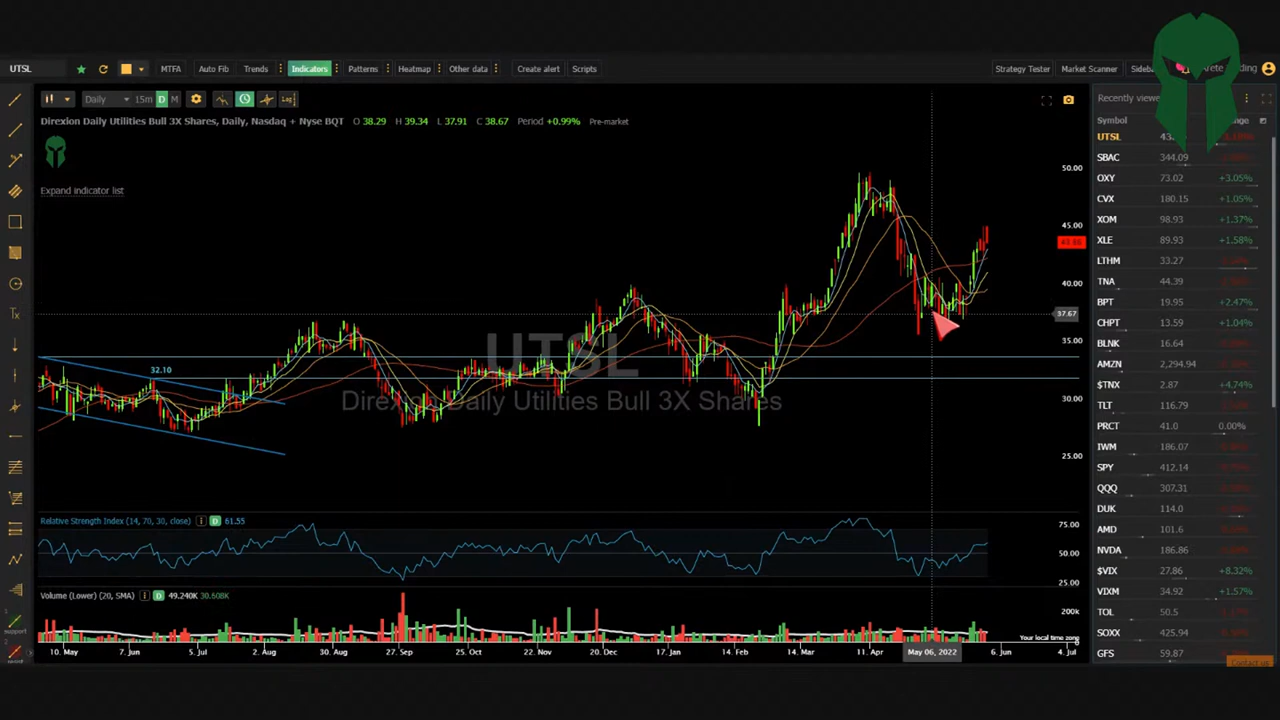 UTSL MTFA Auto Fib Trends Indicators Patterns Heatmap Other data Create alert Scripts Strategy Tester Market Scanner
Daily 15m D M
Direxion Daily Utilities Bull 3X Shares, Daily, Nasdaq + Nyse BQT O 38.29 H 39.34 L 37.91 C 38.67 Period +0.99% Pre-market
Expand indicator list
50.00
45.00
40.00
37.67
35.00
30.00
25.00
32.10
UTSL
Direxion Daily Utilities Bull 3X Shares
Relative Strength Index (14, 70, 30, close) D 61.55
75.00
50.00
25.00
Volume (Lower) (20, SMA) D 49.240K 30.608K
200k
Your local time zone
10. May 7. Jun 5. Jul 2. Aug 30. Aug 27. Sep 25. Oct 22. Nov 20. Dec 17. Jan 14. Feb 14. Mar 11. Apr May 06, 2022 6. Jun 4. Jul
support
Symbol
UTSL
SBAC 344.09
OXY 73.02 +3.05%
CVX 180.15 +1.05%
XOM 98.93 +1.37%
XLE 89.93 +1.58%
LTHM 33.27
TNA 44.39
BPT 19.95 +2.47%
CHPT 13.59 +1.04%
BLNK 16.64
AMZN 2,294.94
$TNX 2.87 +4.74%
TLT 116.79
PRCT 41.0 0.00%
IWM 186.07
SPY 412.14
QQQ 307.31
DUK 114.0
AMD 101.6
NVDA 186.86
$VIX 27.86 +8.32%
VIXM 34.92 +1.57%
TOL 50.5
SOXX 425.94
GFS 59.87
Contact us